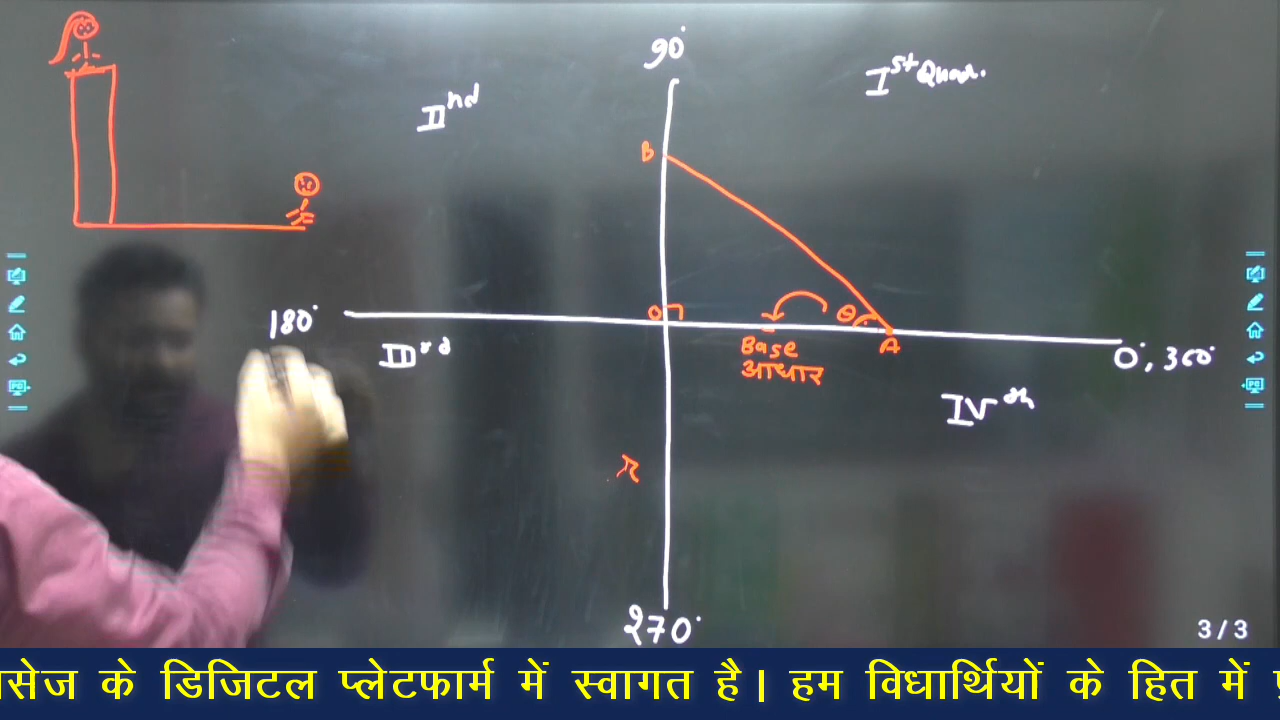 90°
Iˢᵗ Quad.
IIⁿᵈ
B
180°
O
θ
A
Base
आधार
0°, 360°
IIIʳᵈ
IVᵗʰ
270°
3/3
के डिजिटल प्लेटफार्म में स्वागत है। हम विधार्थियों के हित में